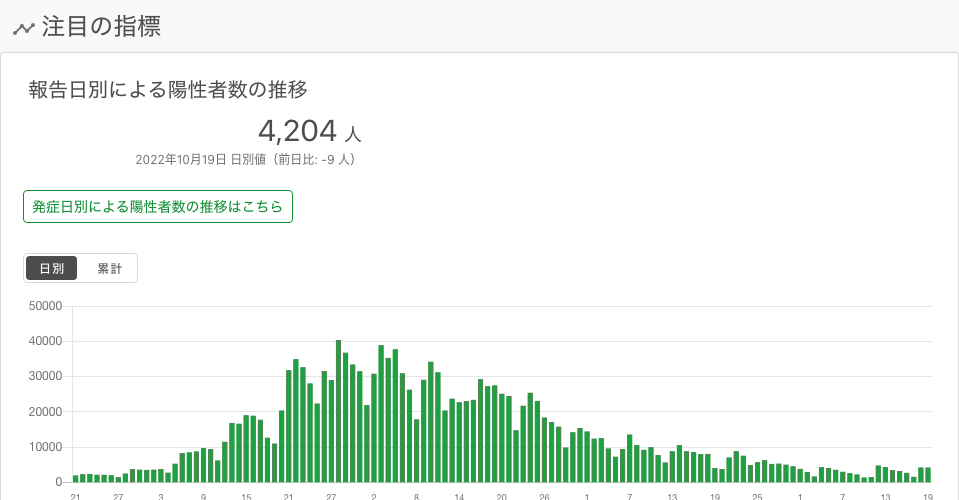 注目の指標
報告日別による陽性者数の推移
4,204 人
2022年10月19日 日別値（前日比: -9 人）
発症日別による陽性者数の推移はこちら
日別 累計
50000
40000
30000
20000
10000
0
21 27 3 9 15 21 27 2 8 14 20 26 1 7 13 19 25 1 7 13 19